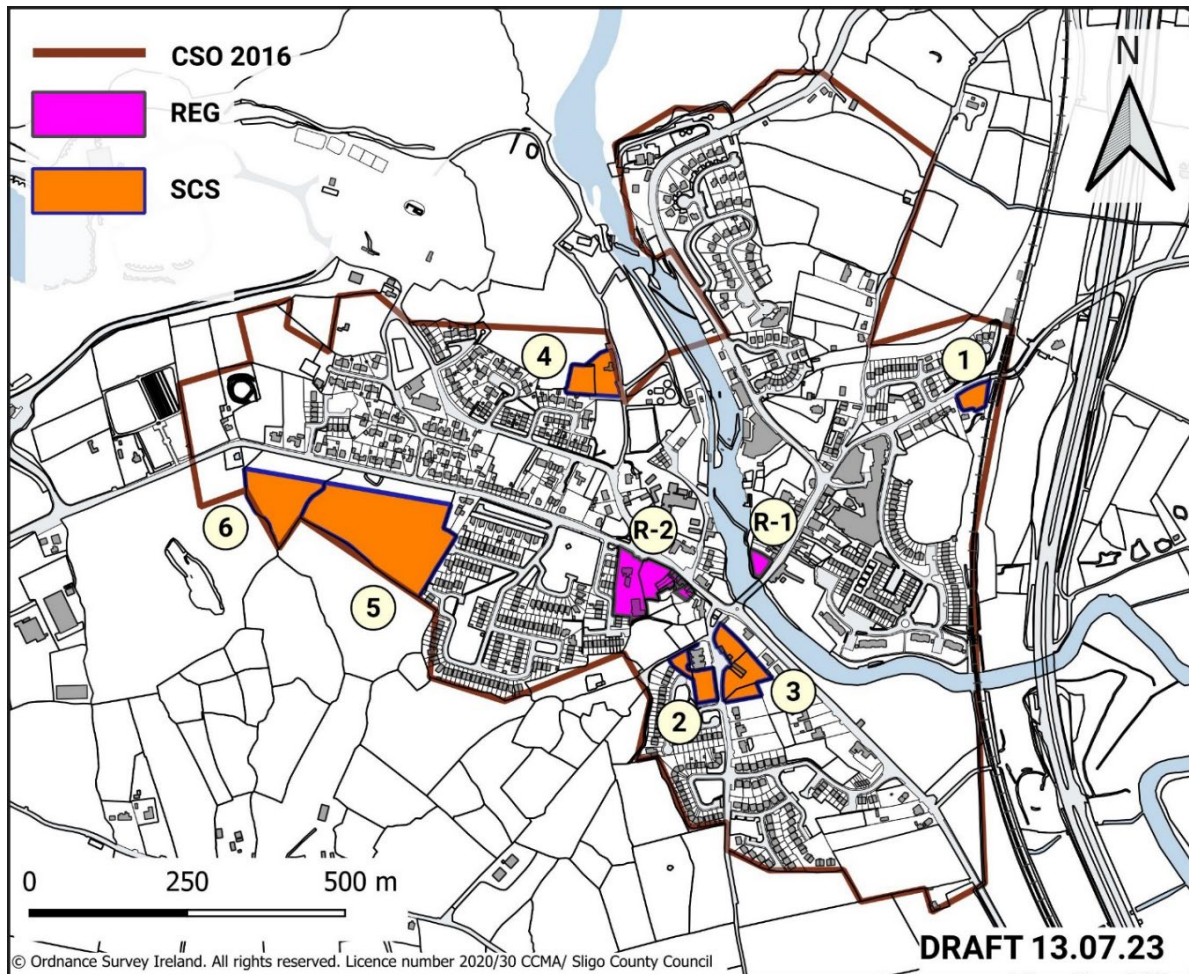 CSO 2016
REG
SCS
N
1
4
R-2
R-1
6
5
2
3
0 250 500 m
DRAFT 13.07.23
© Ordnance Survey Ireland. All rights reserved. Licence number 2020/30 CCMA/ Sligo County Council